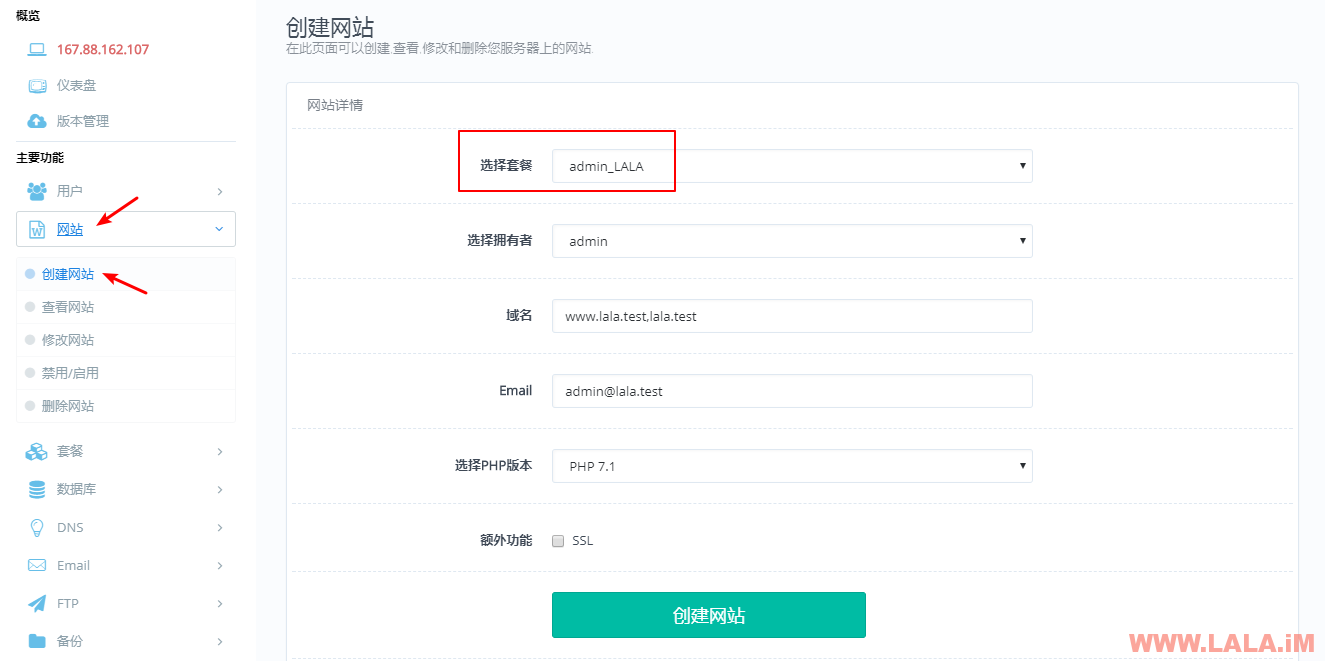 概览
167.88.162.107
仪表盘
版本管理
主要功能
用户
网站
创建网站
查看网站
修改网站
禁用/启用
删除网站
套餐
数据库
DNS
Email
FTP
备份
创建网站
在此页面可以创建,查看,修改和删除您服务器上的网站.
网站详情
选择套餐 admin_LALA
选择拥有者 admin
域名 www.lala.test,lala.test
Email admin@lala.test
选择PHP版本 PHP 7.1
额外功能 SSL
创建网站
WWW.LALA.iM